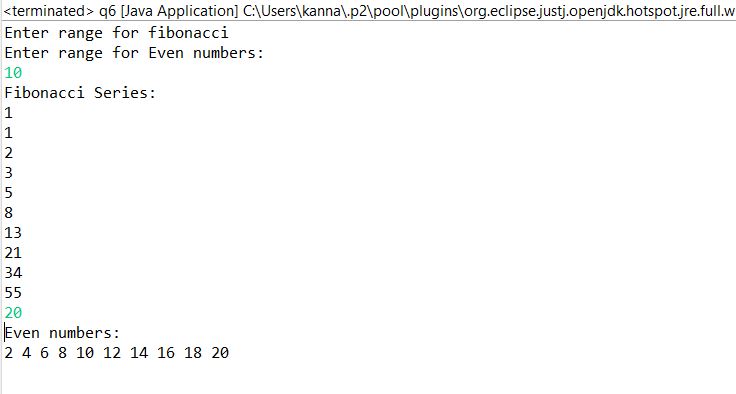 <terminated> q6 [Java Application] C:\Users\kanna\.p2\pool\plugins\org.eclipse.justj.openjdk.hotspot.jre.full.w
Enter range for fibonacci
Enter range for Even numbers:
10
Fibonacci Series:
1
1
2
3
5
8
13
21
34
55
20
Even numbers:
2 4 6 8 10 12 14 16 18 20